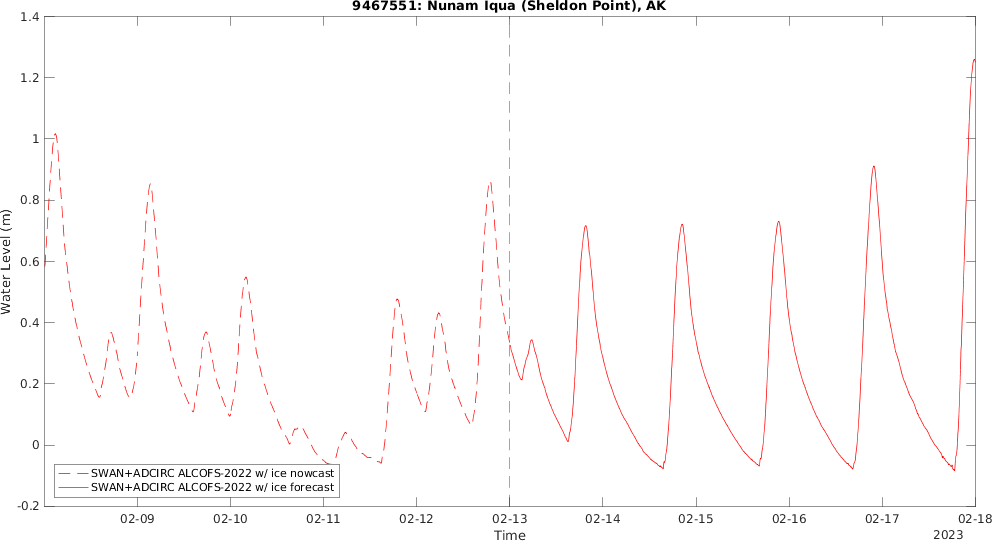 9467551: Nunam Iqua (Sheldon Point), AK
Water Level (m)
1.4
1.2
1
0.8
0.6
0.4
0.2
0
-0.2
SWAN+ADCIRC ALCOFS-2022 w/ ice nowcast
SWAN+ADCIRC ALCOFS-2022 w/ ice forecast
02-09 02-10 02-11 02-12 02-13 02-14 02-15 02-16 02-17 02-18
Time
2023